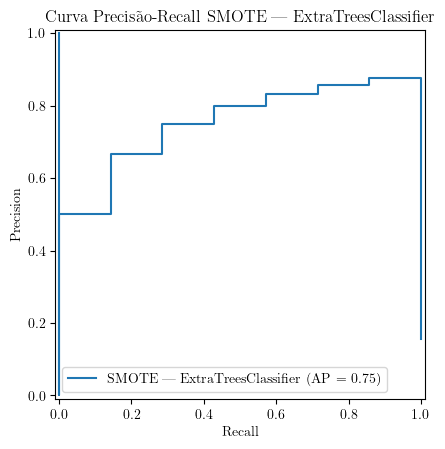 Curva Precisão-Recall SMOTE — ExtraTreesClassifier
1.0
0.8
0.6
0.4
0.2
0.0
Precision
SMOTE — ExtraTreesClassifier (AP = 0.75)
0.0 0.2 0.4 0.6 0.8 1.0
Recall